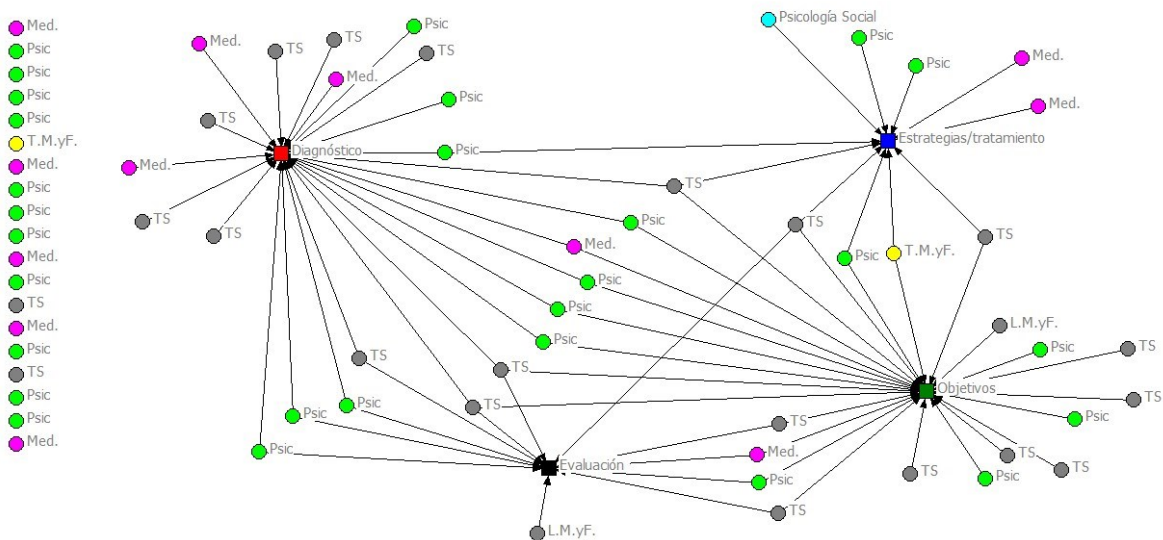 Med.
Psic
Psic
Psic
Psic
T.M.yF.
Med.
Psic
Psic
Psic
Med.
Psic
TS
Med.
Psic
TS
Psic
Psic
Med.
Psic
Med.
TS
TS
TS
Med.
Psic
TS
Diagnóstico
Psic
Med.
TS
TS
Psicología Social
Psic
Psic
Med.
Med.
Estrategias/tratamiento
TS
Psic
TS
TS
Med.
Psic
T.M.yF.
Psic
Psic
Psic
L.M.yF.
TS
Psic
TS
TS
Objetivos
TS
Psic
TS
Psic
Psic
TS
Med.
TS
Psic
Evaluación
TS
TS
Psic
Psic
TS
L.M.yF.